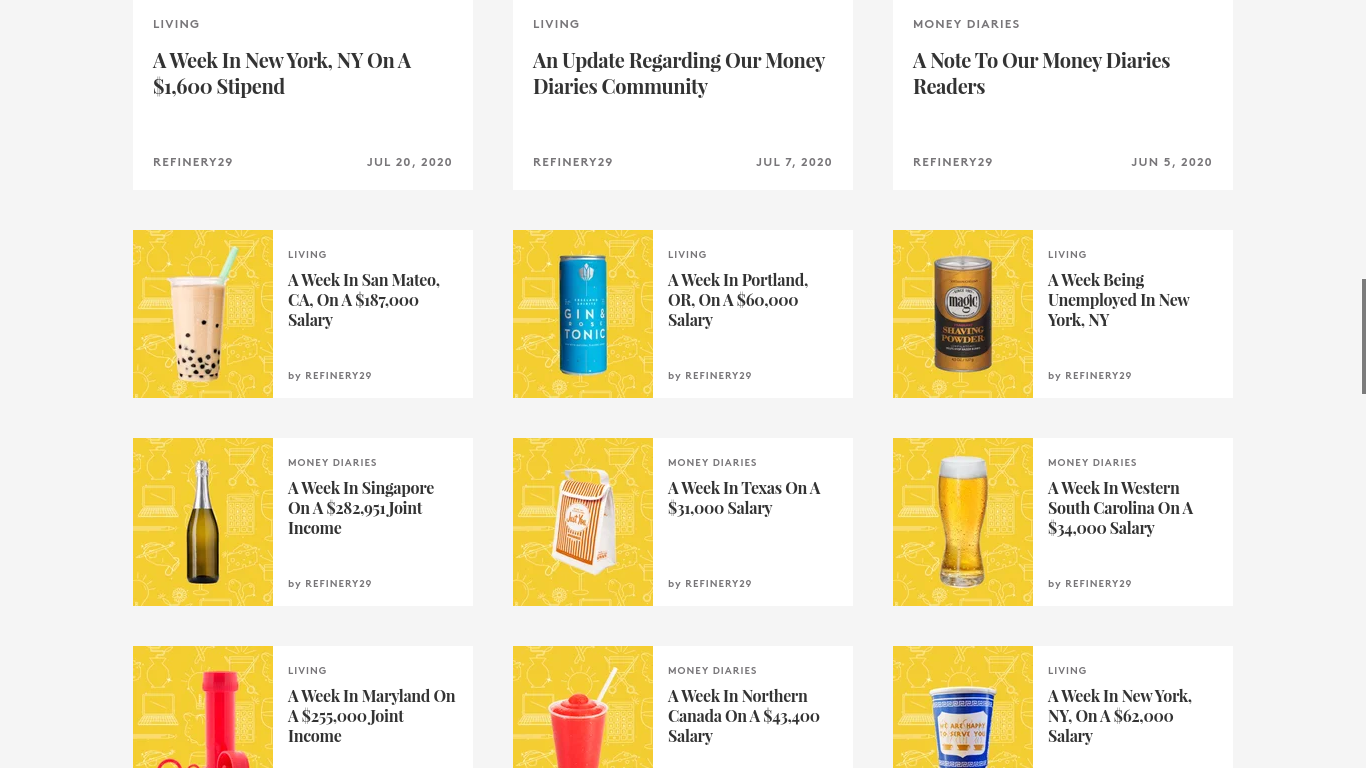 LIVING
A Week In New York, NY On A
$1,600 Stipend
REFINERY29
JUL 20, 2020
LIVING
An Update Regarding Our Money
Diaries Community
REFINERY29
JUL 7, 2020
MONEY DIARIES
A Note To Our Money Diaries
Readers
REFINERY29
JUN 5, 2020
LIVING
A Week In San Mateo,
CA, On A $187,000
Salary
by REFINERY29
GIN &
ROSE
TONIC
LIVING
A Week In Portland,
OR, On A $60,000
Salary
by REFINERY29
magic
SHAVING
POWDER
LIVING
A Week Being
Unemployed In New
York, NY
by REFINERY29
MONEY DIARIES
A Week In Singapore
On A $282,951 Joint
Income
by REFINERY29
Just You
MONEY DIARIES
A Week In Texas On A
$31,000 Salary
by REFINERY29
MONEY DIARIES
A Week In Western
South Carolina On A
$34,000 Salary
by REFINERY29
LIVING
A Week In Maryland On
A $255,000 Joint
Income
MONEY DIARIES
A Week In Northern
Canada On A $43,400
Salary
WE ARE HAPPY
TO SERVE YOU
LIVING
A Week In New York,
NY, On A $62,000
Salary